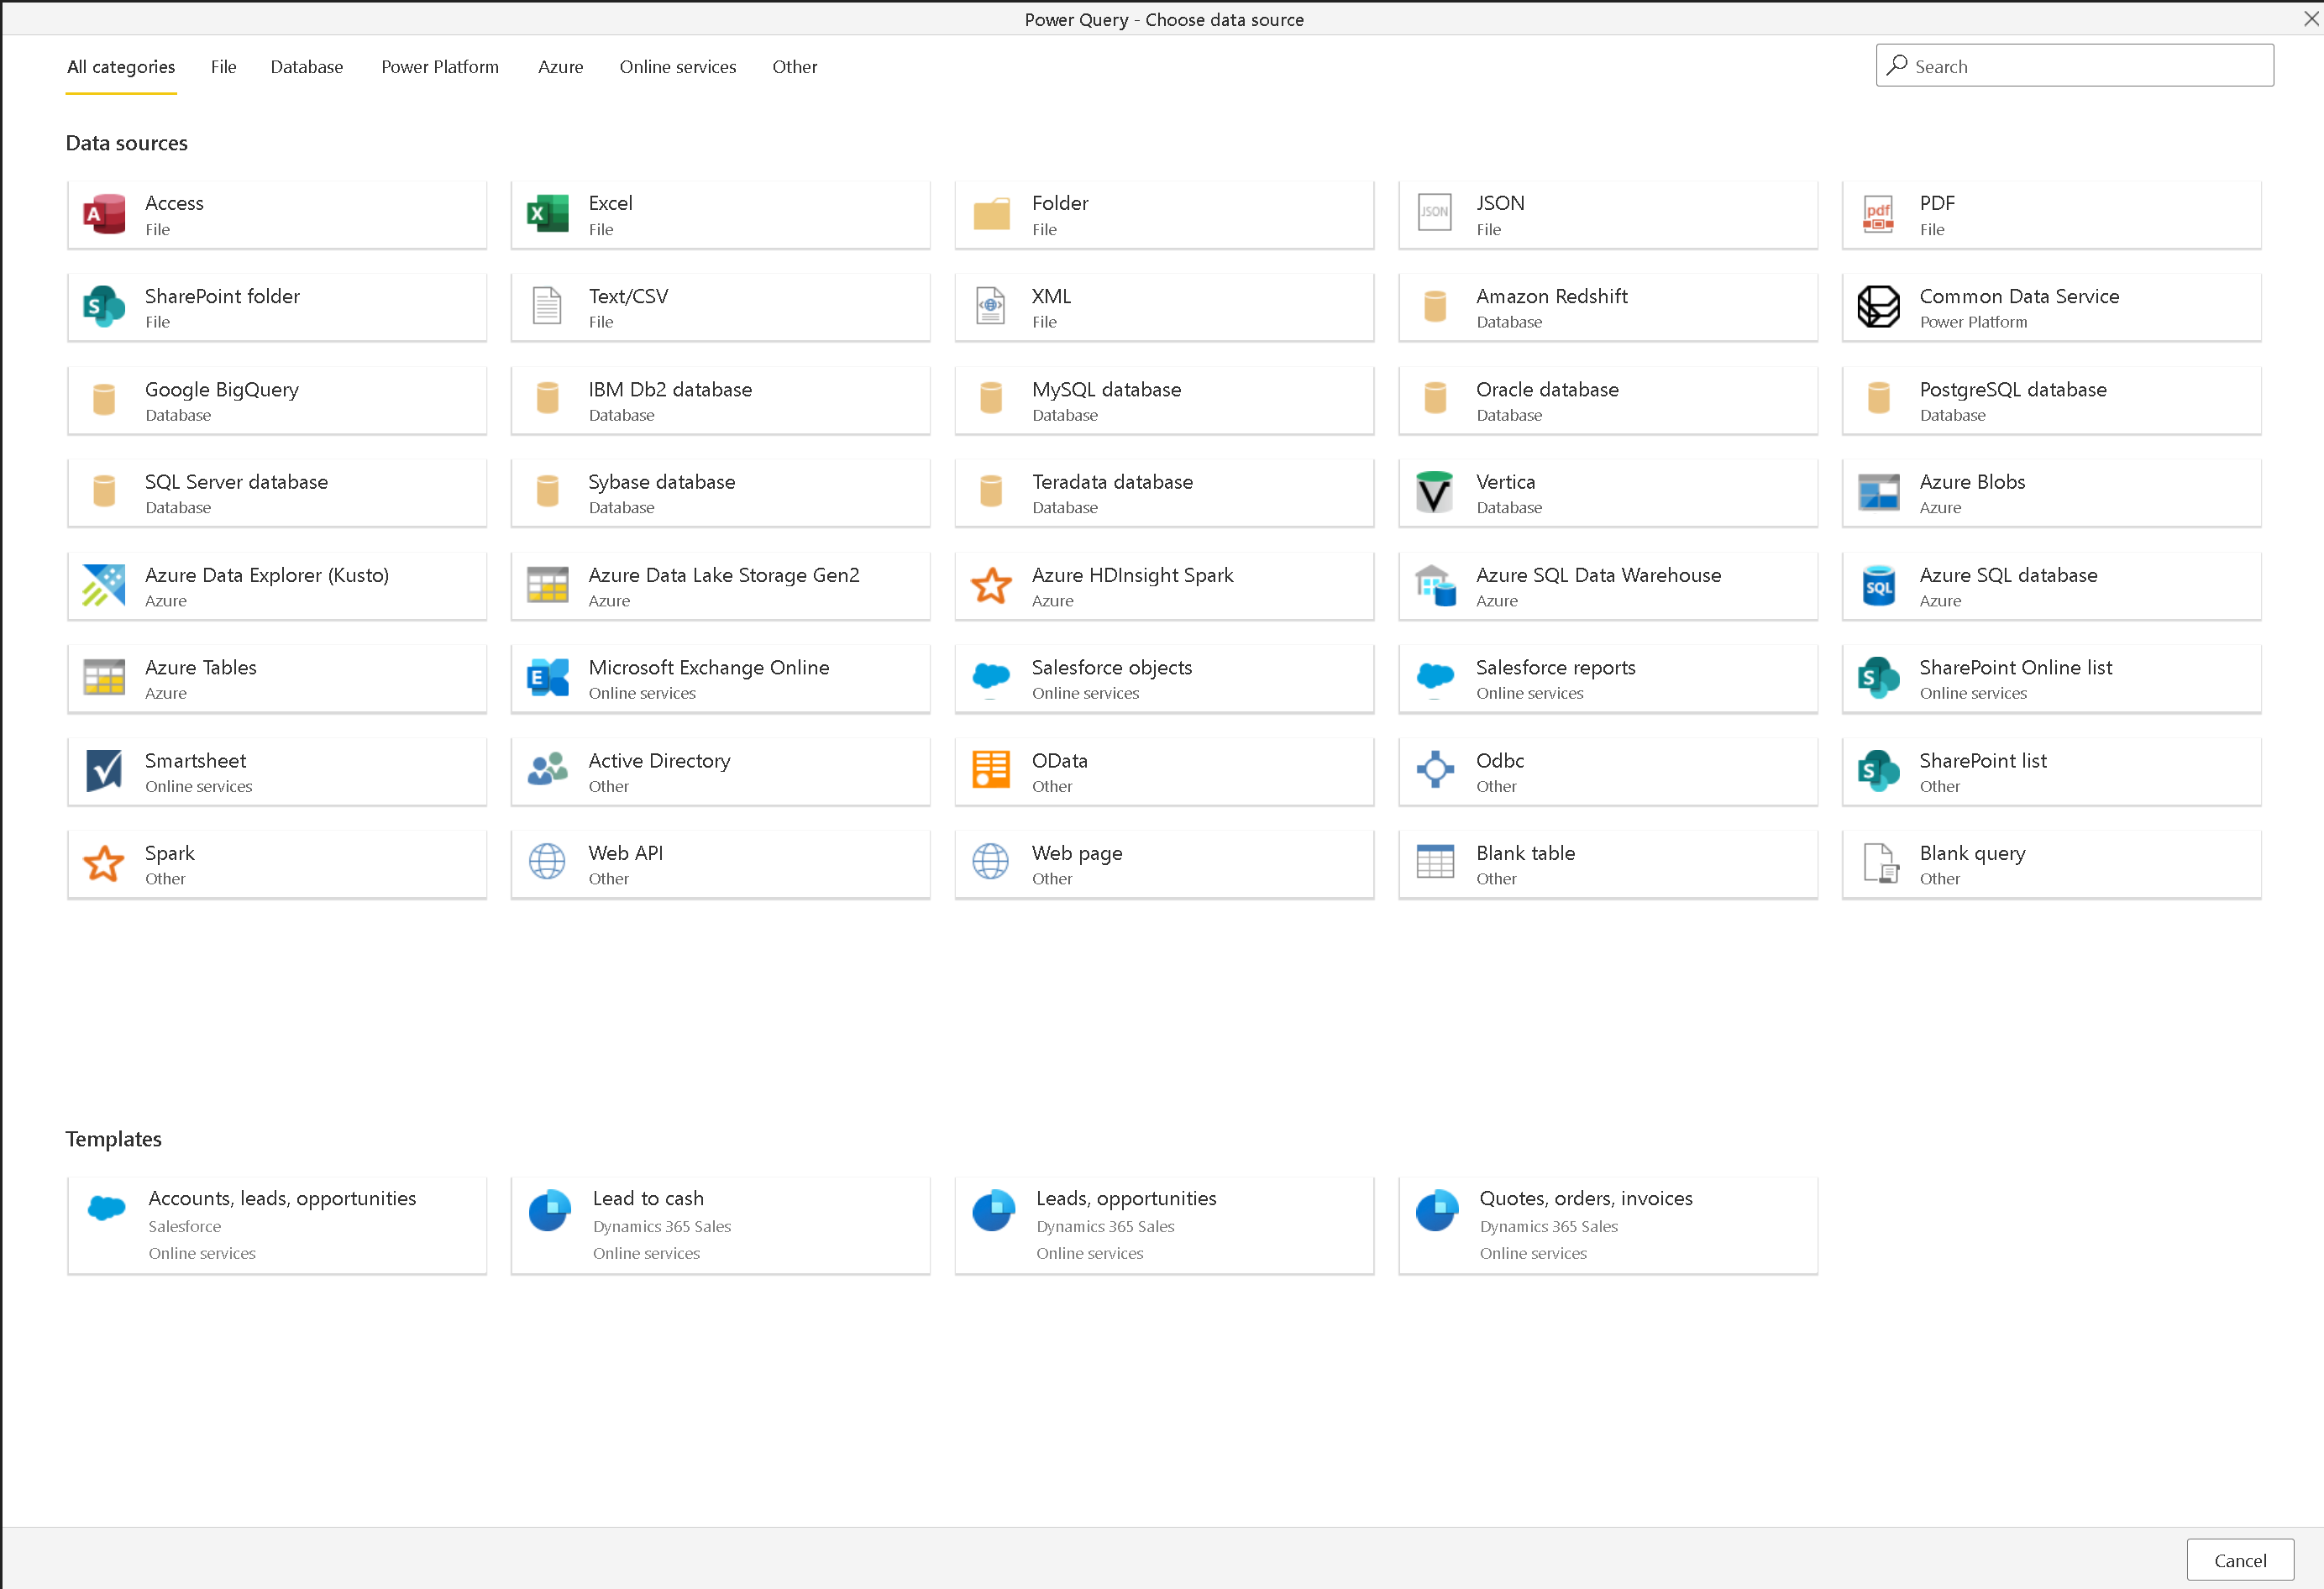 Power Query - Choose data source
All categories File Database Power Platform Azure Online services Other
Search
Data sources
A Access
File
X Excel
File
Folder
File
JSON JSON
File
pdf PDF
File
S SharePoint folder
File
Text/CSV
File
XML
File
Amazon Redshift
Database
Common Data Service
Power Platform
Google BigQuery
Database
IBM Db2 database
Database
MySQL database
Database
Oracle database
Database
PostgreSQL database
Database
SQL Server database
Database
Sybase database
Database
Teradata database
Database
V Vertica
Database
Azure Blobs
Azure
Azure Data Explorer (Kusto)
Azure
Azure Data Lake Storage Gen2
Azure
Azure HDInsight Spark
Azure
Azure SQL Data Warehouse
Azure
SQL Azure SQL database
Azure
Azure Tables
Azure
E Microsoft Exchange Online
Online services
Salesforce objects
Online services
Salesforce reports
Online services
S SharePoint Online list
Online services
Smartsheet
Online services
Active Directory
Other
OData
Other
Odbc
Other
S SharePoint list
Other
Spark
Other
Web API
Other
Web page
Other
Blank table
Other
Blank query
Other
Templates
Accounts, leads, opportunities
Salesforce
Online services
Lead to cash
Dynamics 365 Sales
Online services
Leads, opportunities
Dynamics 365 Sales
Online services
Quotes, orders, invoices
Dynamics 365 Sales
Online services
Cancel